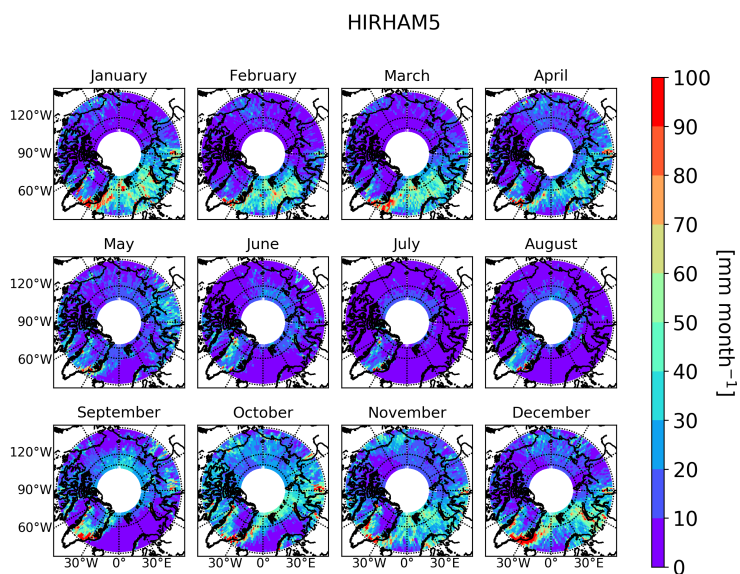 HIRHAM5
January February March April
120°W
90°W
60°W
May June July August
120°W
90°W
60°W
September October November December
120°W
90°W
60°W
30°W 0° 30°E 30°W 0° 30°E 30°W 0° 30°E 30°W 0° 30°E
100
90
80
70
60
50
40
30
20
10
0
[mm month⁻¹]